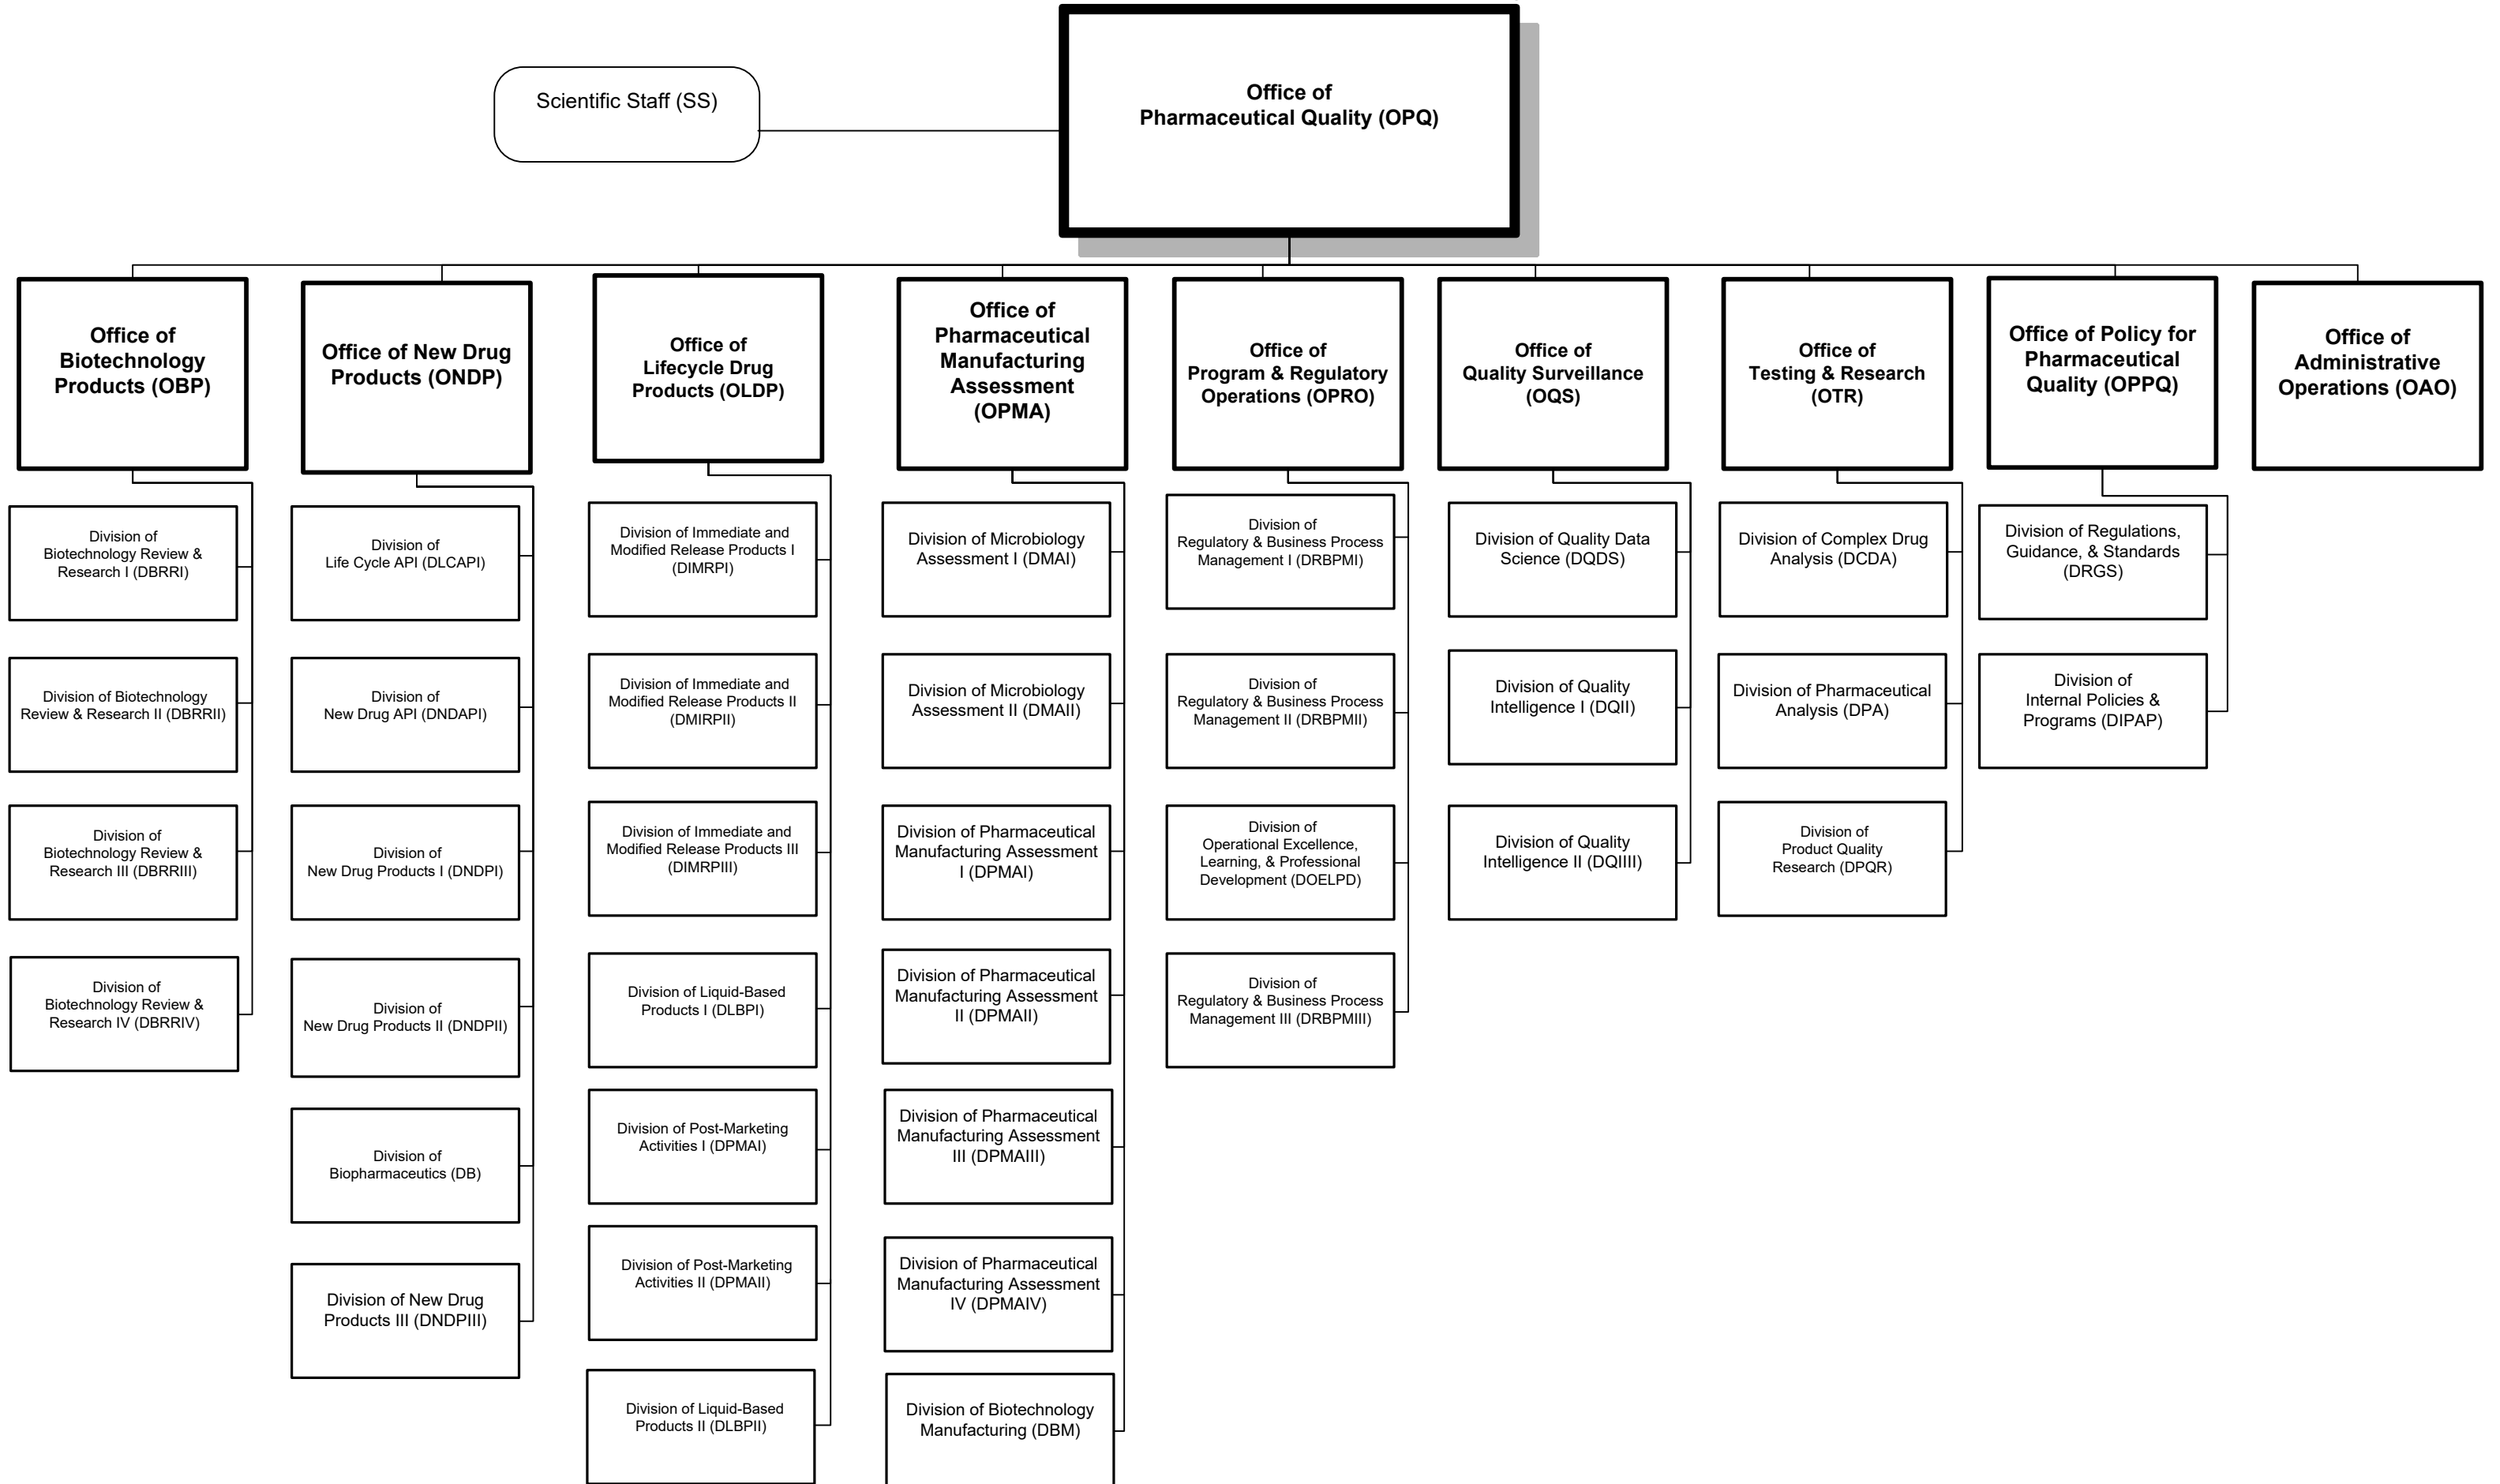 Scientific Staff (SS)
Office of
Pharmaceutical Quality (OPQ)
Office of
Biotechnology
Products (OBP)
Office of New Drug
Products (ONDP)
Office of
Lifecycle Drug
Products (OLDP)
Office of
Pharmaceutical
Manufacturing
Assessment
(OPMA)
Office of
Program & Regulatory
Operations (OPRO)
Office of
Quality Surveillance
(OQS)
Office of
Testing & Research
(OTR)
Office of Policy for
Pharmaceutical
Quality (OPPQ)
Office of
Administrative
Operations (OAO)
Division of
Biotechnology Review &
Research I (DBRRI)
Division of Biotechnology
Review & Research II (DBRRII)
Division of
Biotechnology Review &
Research III (DBRRIII)
Division of
Biotechnology Review &
Research IV (DBRRIV)
Division of
Life Cycle API (DLCAPI)
Division of
New Drug API (DNDAPI)
Division of
New Drug Products I (DNDPI)
Division of
New Drug Products II (DNDPII)
Division of
Biopharmaceutics (DB)
Division of New Drug
Products III (DNDPIII)
Division of Immediate and
Modified Release Products I
(DIMRPI)
Division of Immediate and
Modified Release Products II
(DMIRPII)
Division of Immediate and
Modified Release Products III
(DIMRPIII)
Division of Liquid-Based
Products I (DLBPI)
Division of Post-Marketing
Activities I (DPMAI)
Division of Post-Marketing
Activities II (DPMAII)
Division of Liquid-Based
Products II (DLBPII)
Division of Microbiology
Assessment I (DMAI)
Division of Microbiology
Assessment II (DMAII)
Division of Pharmaceutical
Manufacturing Assessment
I (DPMAI)
Division of Pharmaceutical
Manufacturing Assessment
II (DPMAII)
Division of Pharmaceutical
Manufacturing Assessment
III (DPMAIII)
Division of Pharmaceutical
Manufacturing Assessment
IV (DPMAIV)
Division of Biotechnology
Manufacturing (DBM)
Division of
Regulatory & Business Process
Management I (DRBPMI)
Division of
Regulatory & Business Process
Management II (DRBPMII)
Division of
Operational Excellence,
Learning, & Professional
Development (DOELPD)
Division of
Regulatory & Business Process
Management III (DRBPMIII)
Division of Quality Data
Science (DQDS)
Division of Quality
Intelligence I (DQII)
Division of Quality
Intelligence II (DQIIII)
Division of Complex Drug
Analysis (DCDA)
Division of Pharmaceutical
Analysis (DPA)
Division of
Product Quality
Research (DPQR)
Division of Regulations,
Guidance, & Standards
(DRGS)
Division of
Internal Policies &
Programs (DIPAP)